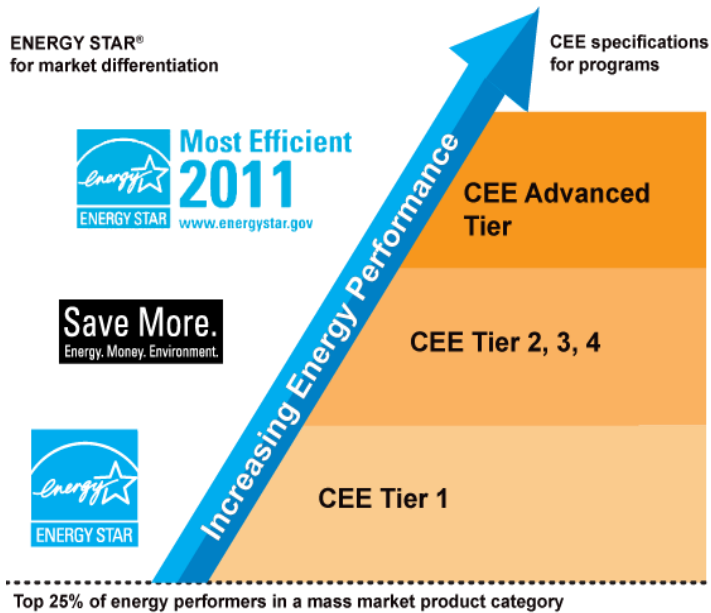 ENERGY STAR®
for market differentiation
CEE specifications
for programs
energy
ENERGY STAR
Most Efficient
2011
www.energystar.gov
CEE Advanced
Tier
Increasing Energy Performance
Save More.
Energy. Money. Environment.
CEE Tier 2, 3, 4
energy
ENERGY STAR
CEE Tier 1
Top 25% of energy performers in a mass market product category